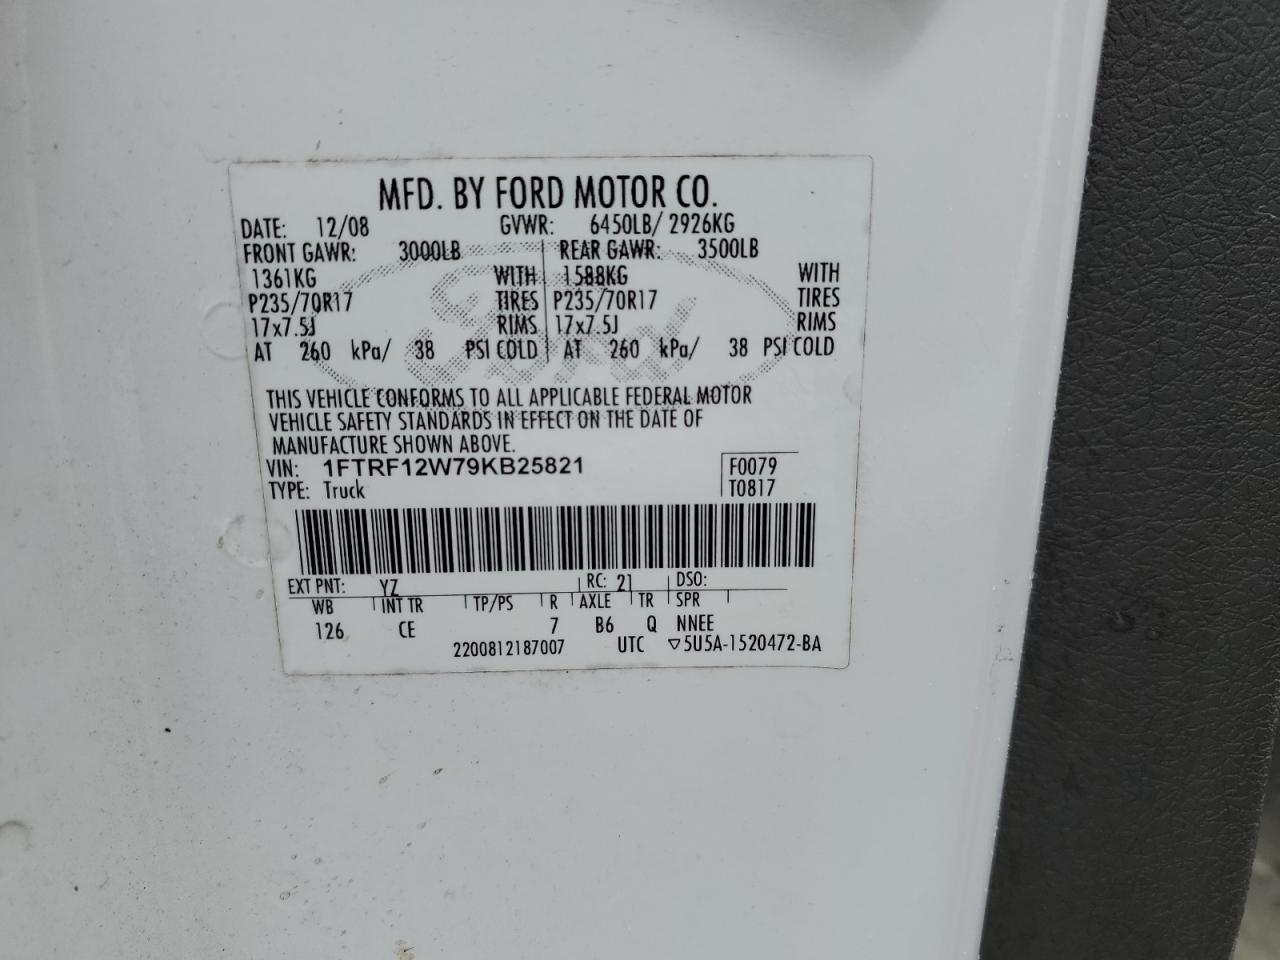 MFD. BY FORD MOTOR CO.
DATE: 12/08 GVWR: 6450LB/ 2926KG
FRONT GAWR: 3000LB REAR GAWR: 3500LB
1361KG WITH 1588KG WITH
P235/70R17 TIRES P235/70R17 TIRES
17x7.5J RIMS 17x7.5J RIMS
AT 260 kPa/ 38 PSI COLD AT 260 kPa/ 38 PSI COLD
Ford
THIS VEHICLE CONFORMS TO ALL APPLICABLE FEDERAL MOTOR
VEHICLE SAFETY STANDARDS IN EFFECT ON THE DATE OF
MANUFACTURE SHOWN ABOVE.
VIN: 1FTRF12W79KB25821 F0079
TYPE: Truck T0817
EXT PNT: YZ RC: 21 DSO:
WB INT TR TP/PS R AXLE TR SPR
126 CE 7 B6 Q NNEE
2200812187007 UTC ▽5U5A-1520472-BA